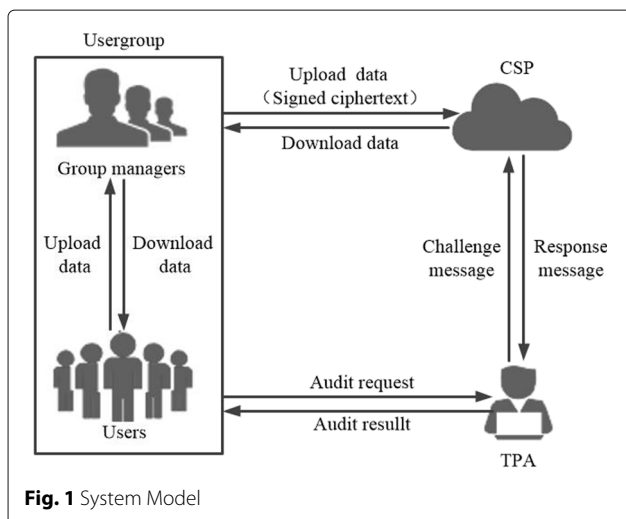 Usergroup
Upload data
（Signed ciphertext）
CSP
Download data
Group managers
Upload
data
Download
data
Challenge
message
Response
message
Audit request
Audit resullt
Users
TPA
Fig. 1 System Model